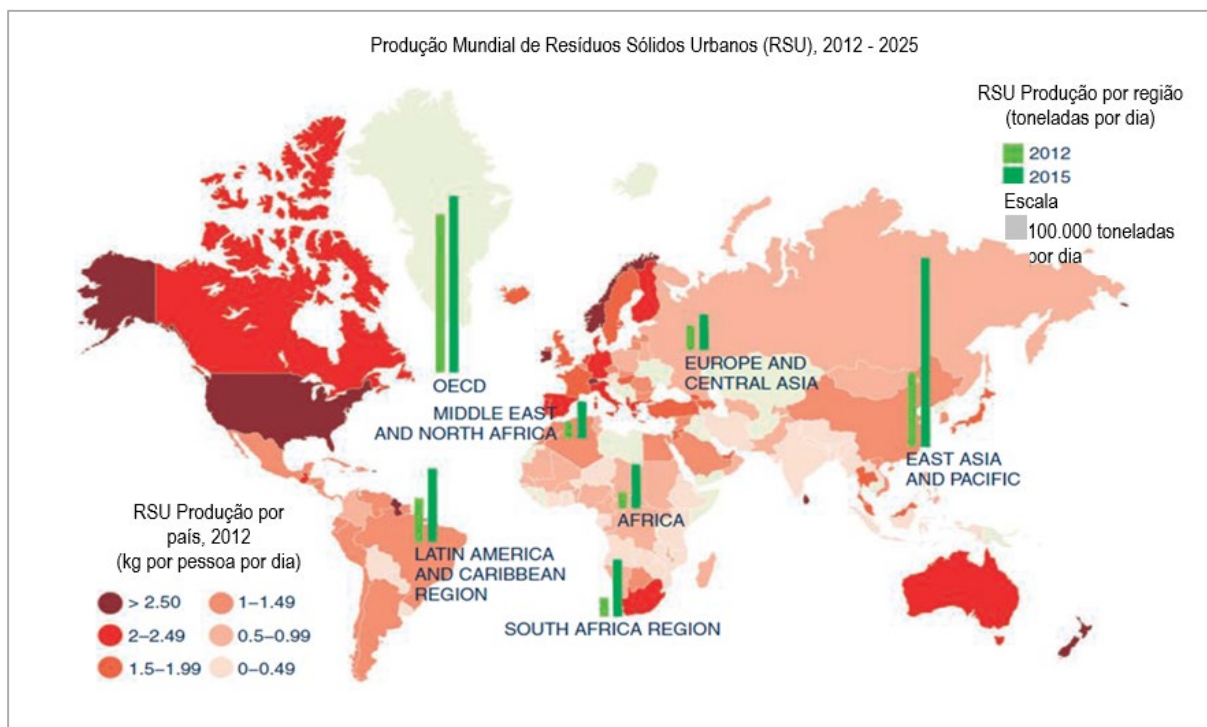 Produção Mundial de Resíduos Sólidos Urbanos (RSU), 2012 - 2025
RSU Produção por região
(toneladas por dia)
2012
2015
Escala
100.000 toneladas
por dia
OECD
EUROPE AND
CENTRAL ASIA
MIDDLE EAST
AND NORTH AFRICA
EAST ASIA
AND PACIFIC
AFRICA
LATIN AMERICA
AND CARIBBEAN
REGION
SOUTH AFRICA REGION
RSU Produção por
país, 2012
(kg por pessoa por dia)
> 2.50
2–2.49
1.5–1.99
1–1.49
0.5–0.99
0–0.49